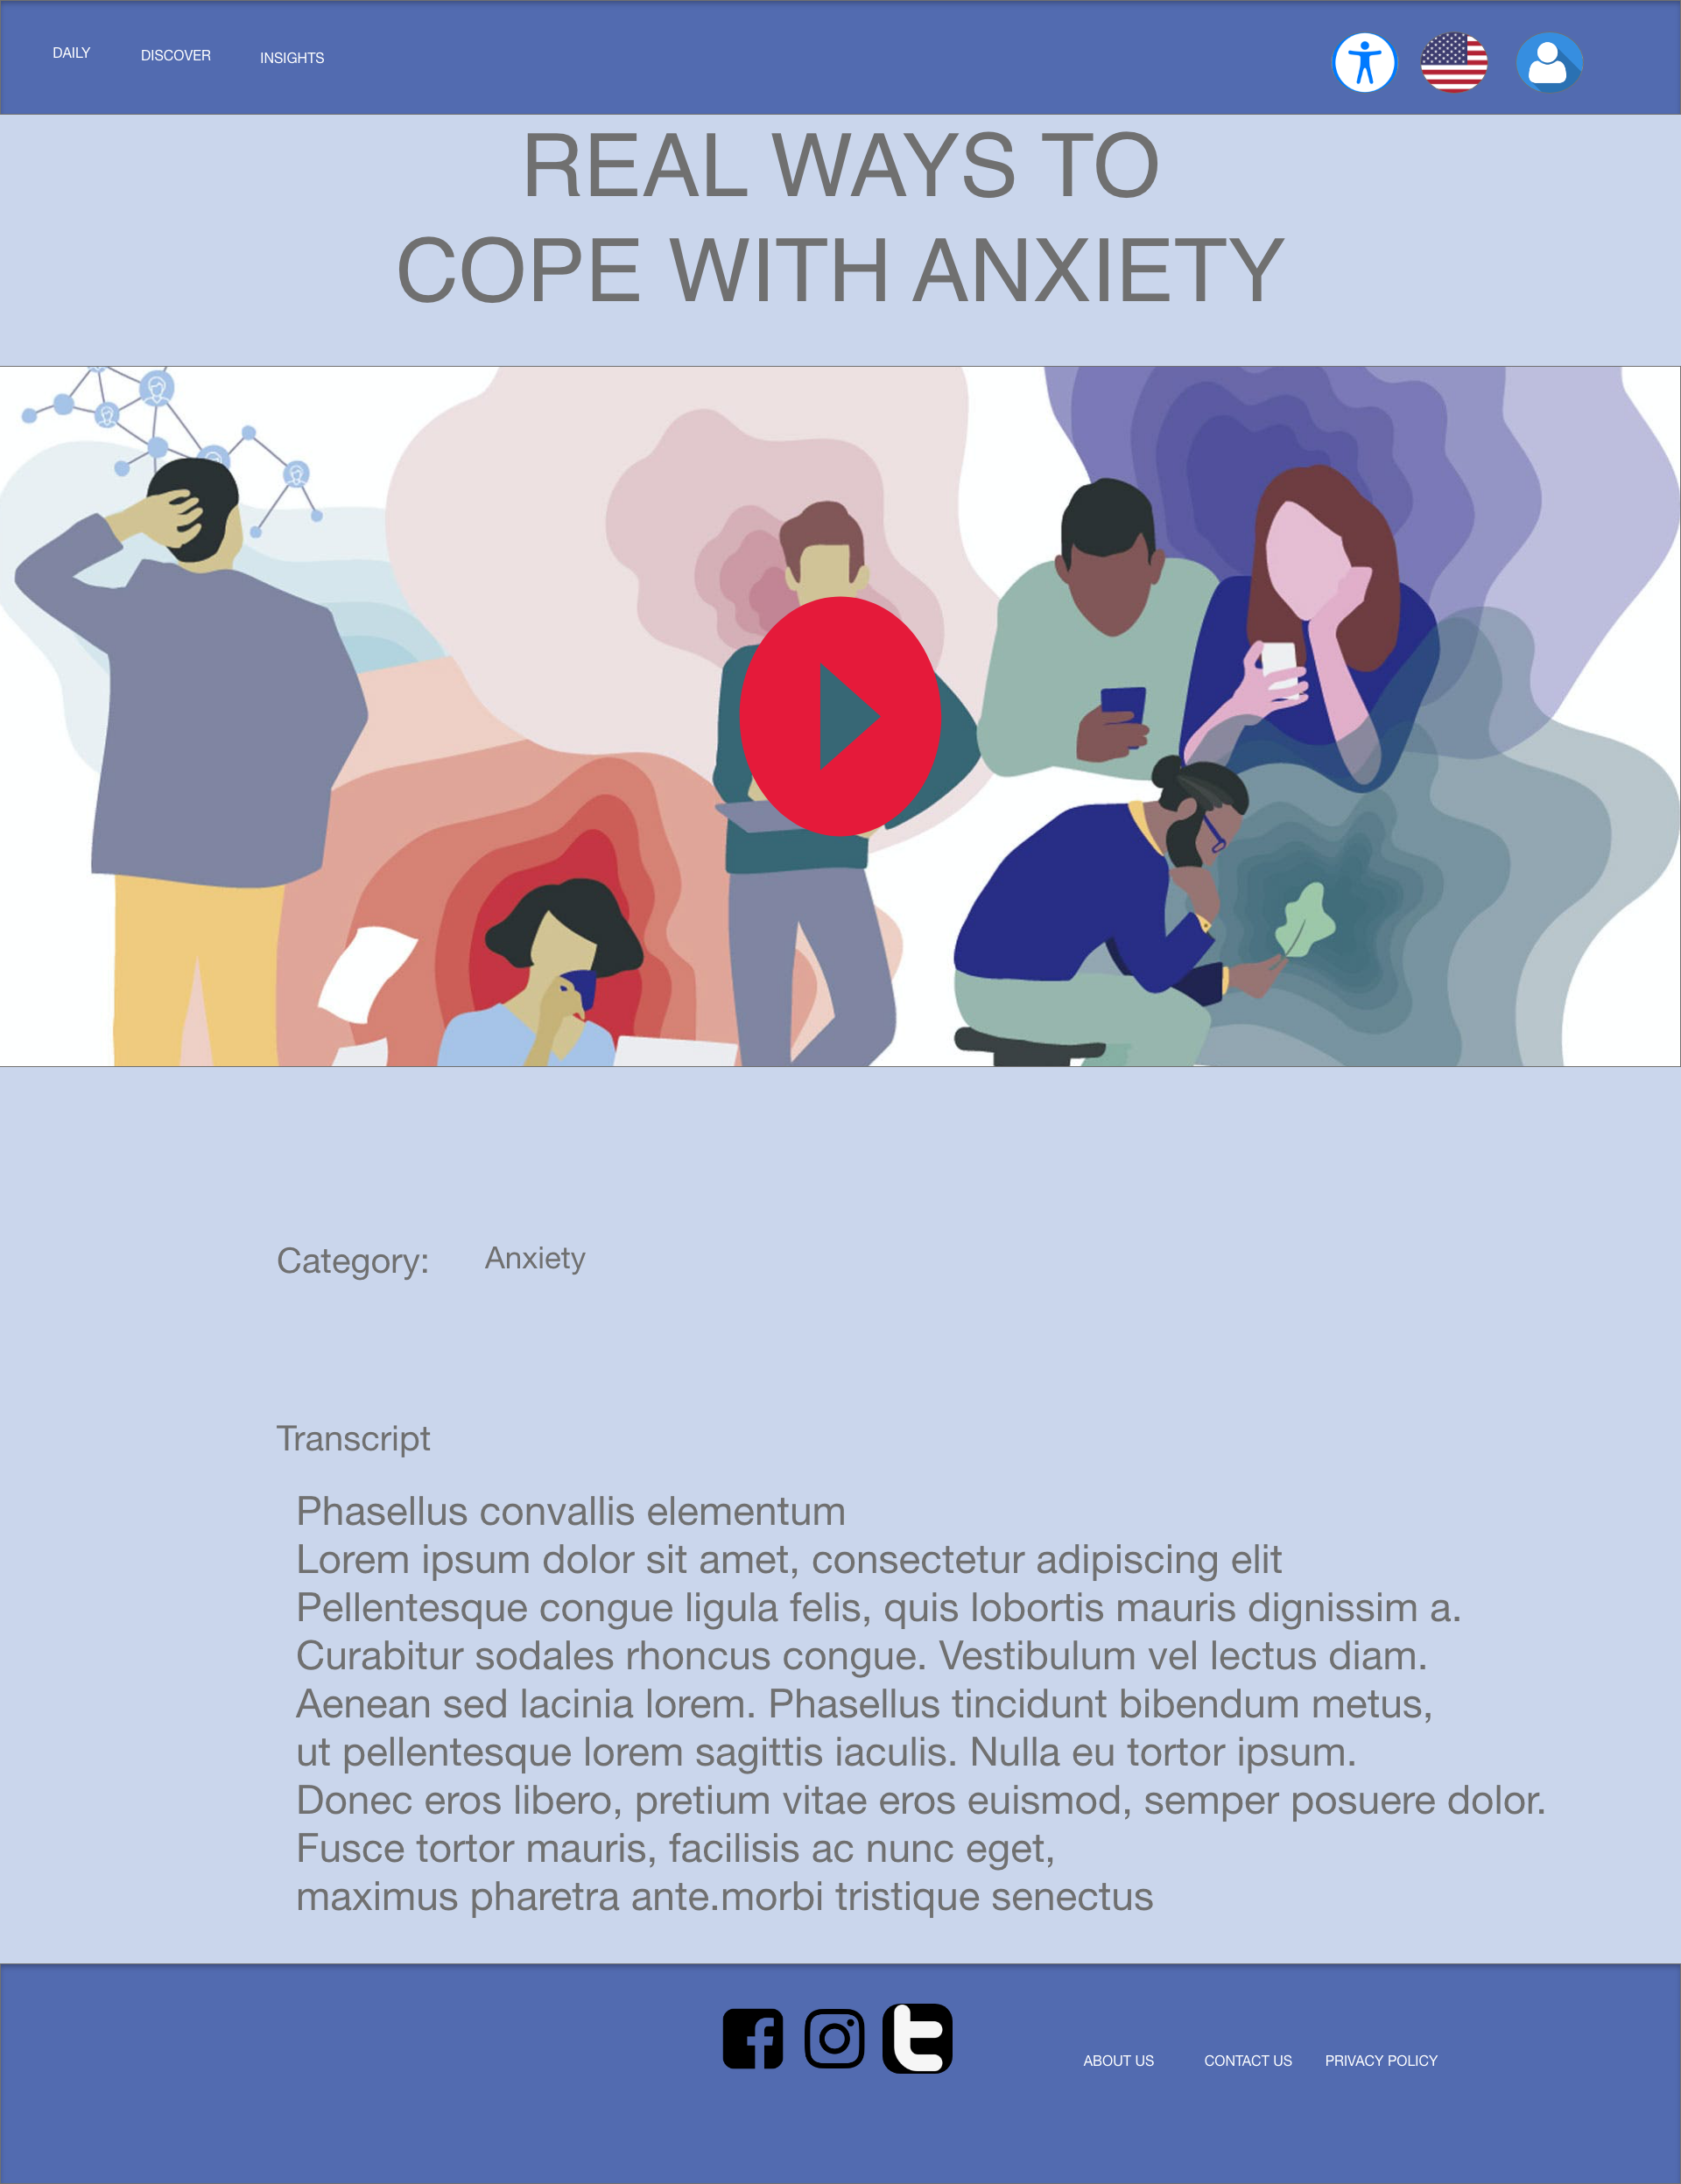 DAILY
DISCOVER
INSIGHTS
REAL WAYS TO
COPE WITH ANXIETY
Category:
Anxiety
Transcript
Phasellus convallis elementum
Lorem ipsum dolor sit amet, consectetur adipiscing elit
Pellentesque congue ligula felis, quis lobortis mauris dignissim a.
Curabitur sodales rhoncus congue. Vestibulum vel lectus diam.
Aenean sed lacinia lorem. Phasellus tincidunt bibendum metus,
ut pellentesque lorem sagittis iaculis. Nulla eu tortor ipsum.
Donec eros libero, pretium vitae eros euismod, semper posuere dolor.
Fusce tortor mauris, facilisis ac nunc eget,
maximus pharetra ante.morbi tristique senectus
ABOUT US
CONTACT US
PRIVACY POLICY